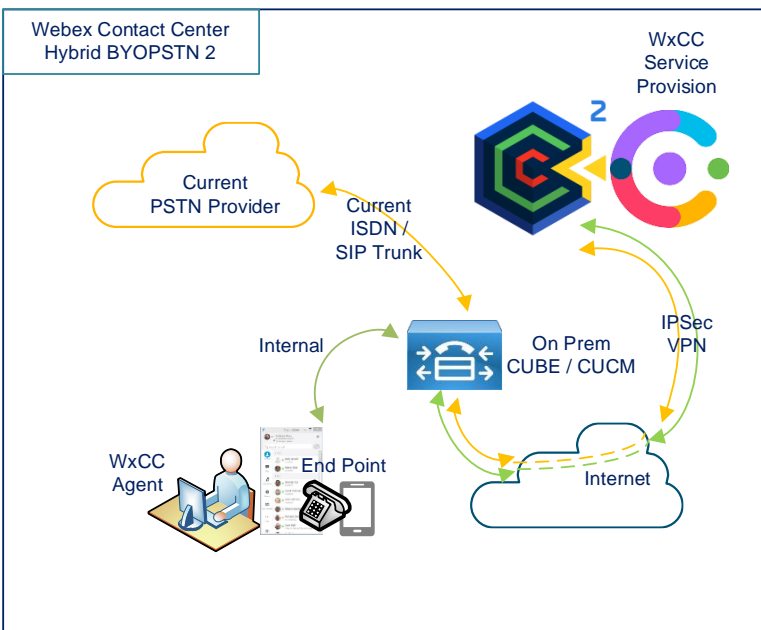 Webex Contact Center
Hybrid BYOPSTN 2
WxCC
Service
Provision
2
Current
PSTN Provider
Current
ISDN /
SIP Trunk
Internal
On Prem
CUBE / CUCM
IPSec
VPN
WxCC
Agent
End Point
Internet